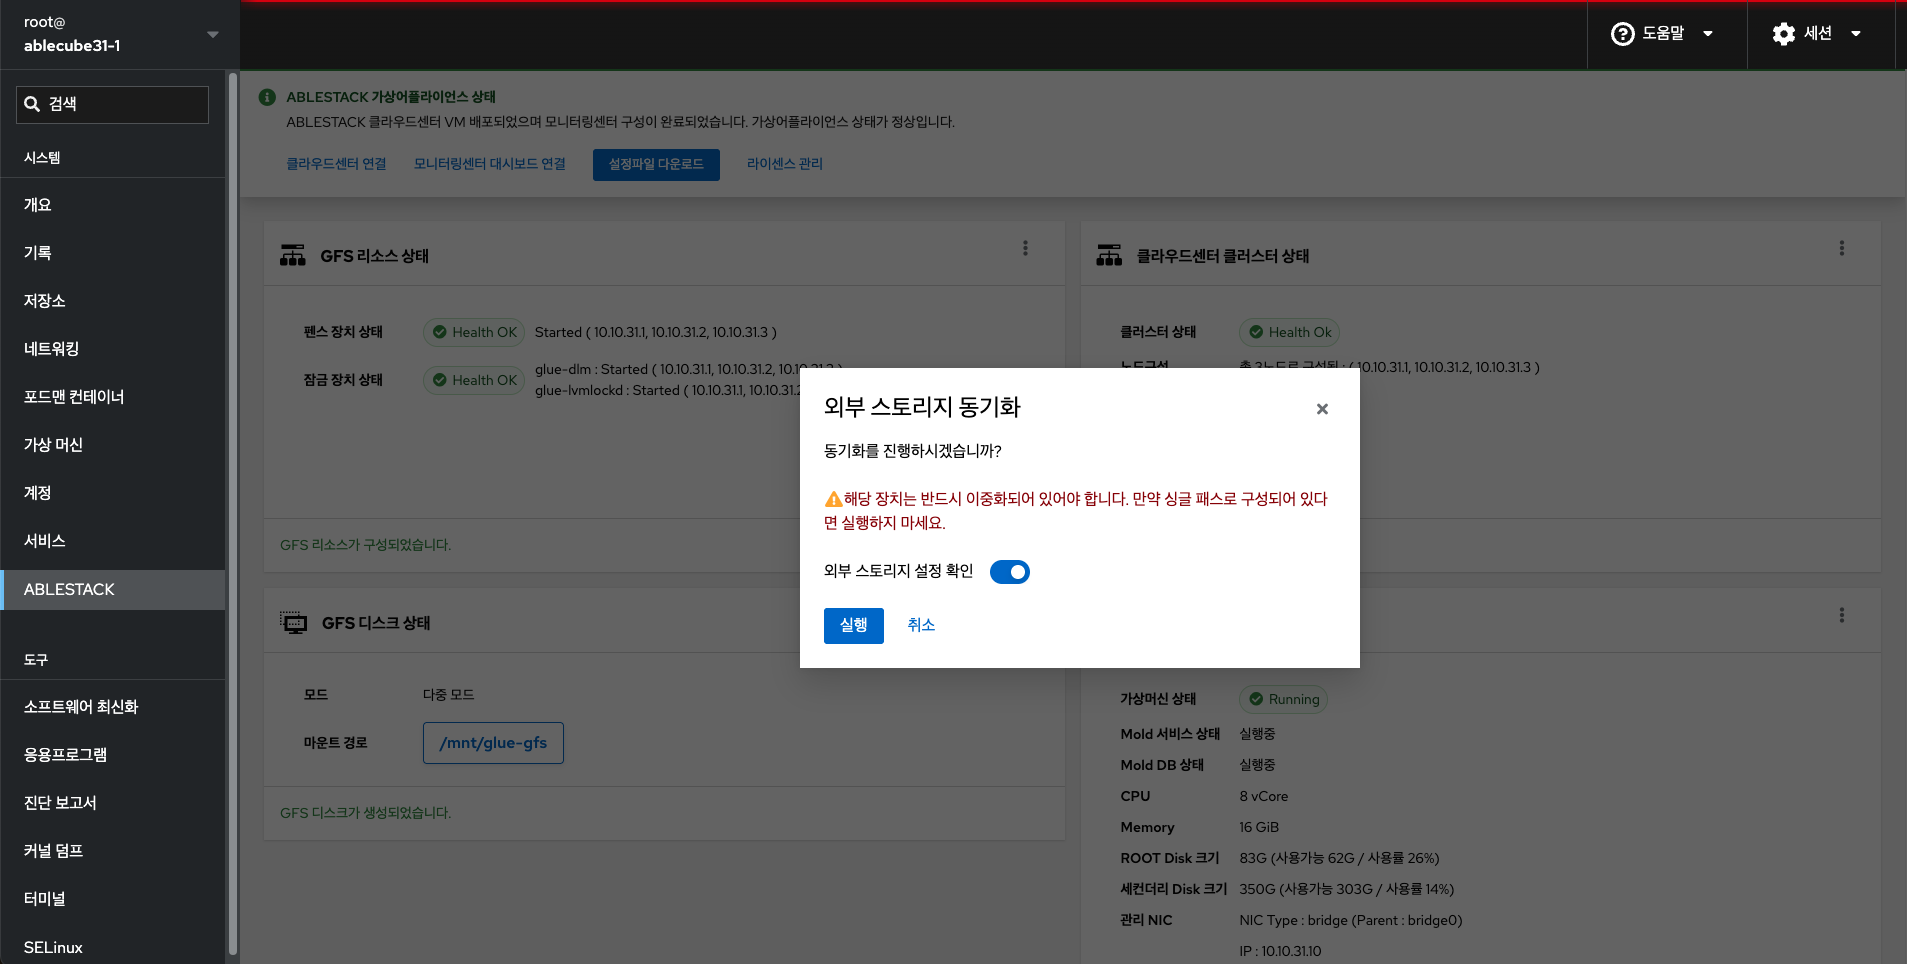 root@
ablecube31-1
도움말
세션
검색
시스템
개요
기록
저장소
네트워킹
포드맨 컨테이너
가상 머신
계정
서비스
ABLESTACK
도구
소프트웨어 최신화
응용프로그램
진단 보고서
커널 덤프
터미널
SELinux
ABLESTACK 가상어플라이언스 상태
ABLESTACK 클라우드센터 VM 배포되었으며 모니터링센터 구성이 완료되었습니다. 가상어플라이언스 상태가 정상입니다.
클라우드센터 연결 모니터링센터 대시보드 연결 설정파일 다운로드 라이센스 관리
GFS 리소스 상태
펜스 장치 상태 Health OK Started ( 10.10.31.1, 10.10.31.2, 10.10.31.3 )
잠금 장치 상태 Health OK
glue-dlm : Started ( 10.10.31.1, 10.10.31.2, 10.10.31.3 )
glue-lvmlockd : Started ( 10.10.31.1, 10.10.31.2
GFS 리소스가 구성되었습니다.
클라우드센터 클러스터 상태
클러스터 상태 Health Ok
노드구성 총 3노드로 구성됨 : ( 10.10.31.1, 10.10.31.2, 10.10.31.3 )
외부 스토리지 동기화
동기화를 진행하시겠습니까?
해당 장치는 반드시 이중화되어 있어야 합니다. 만약 싱글 패스로 구성되어 있다
면 실행하지 마세요.
외부 스토리지 설정 확인
실행 취소
GFS 디스크 상태
모드 다중 모드
마운트 경로 /mnt/glue-gfs
GFS 디스크가 생성되었습니다.
가상머신 상태 Running
Mold 서비스 상태 실행중
Mold DB 상태 실행중
CPU 8 vCore
Memory 16 GiB
ROOT Disk 크기 83G (사용가능 62G / 사용률 26%)
세컨더리 Disk 크기 350G (사용가능 303G / 사용률 14%)
관리 NIC NIC Type : bridge (Parent : bridge0)
IP : 10.10.31.10